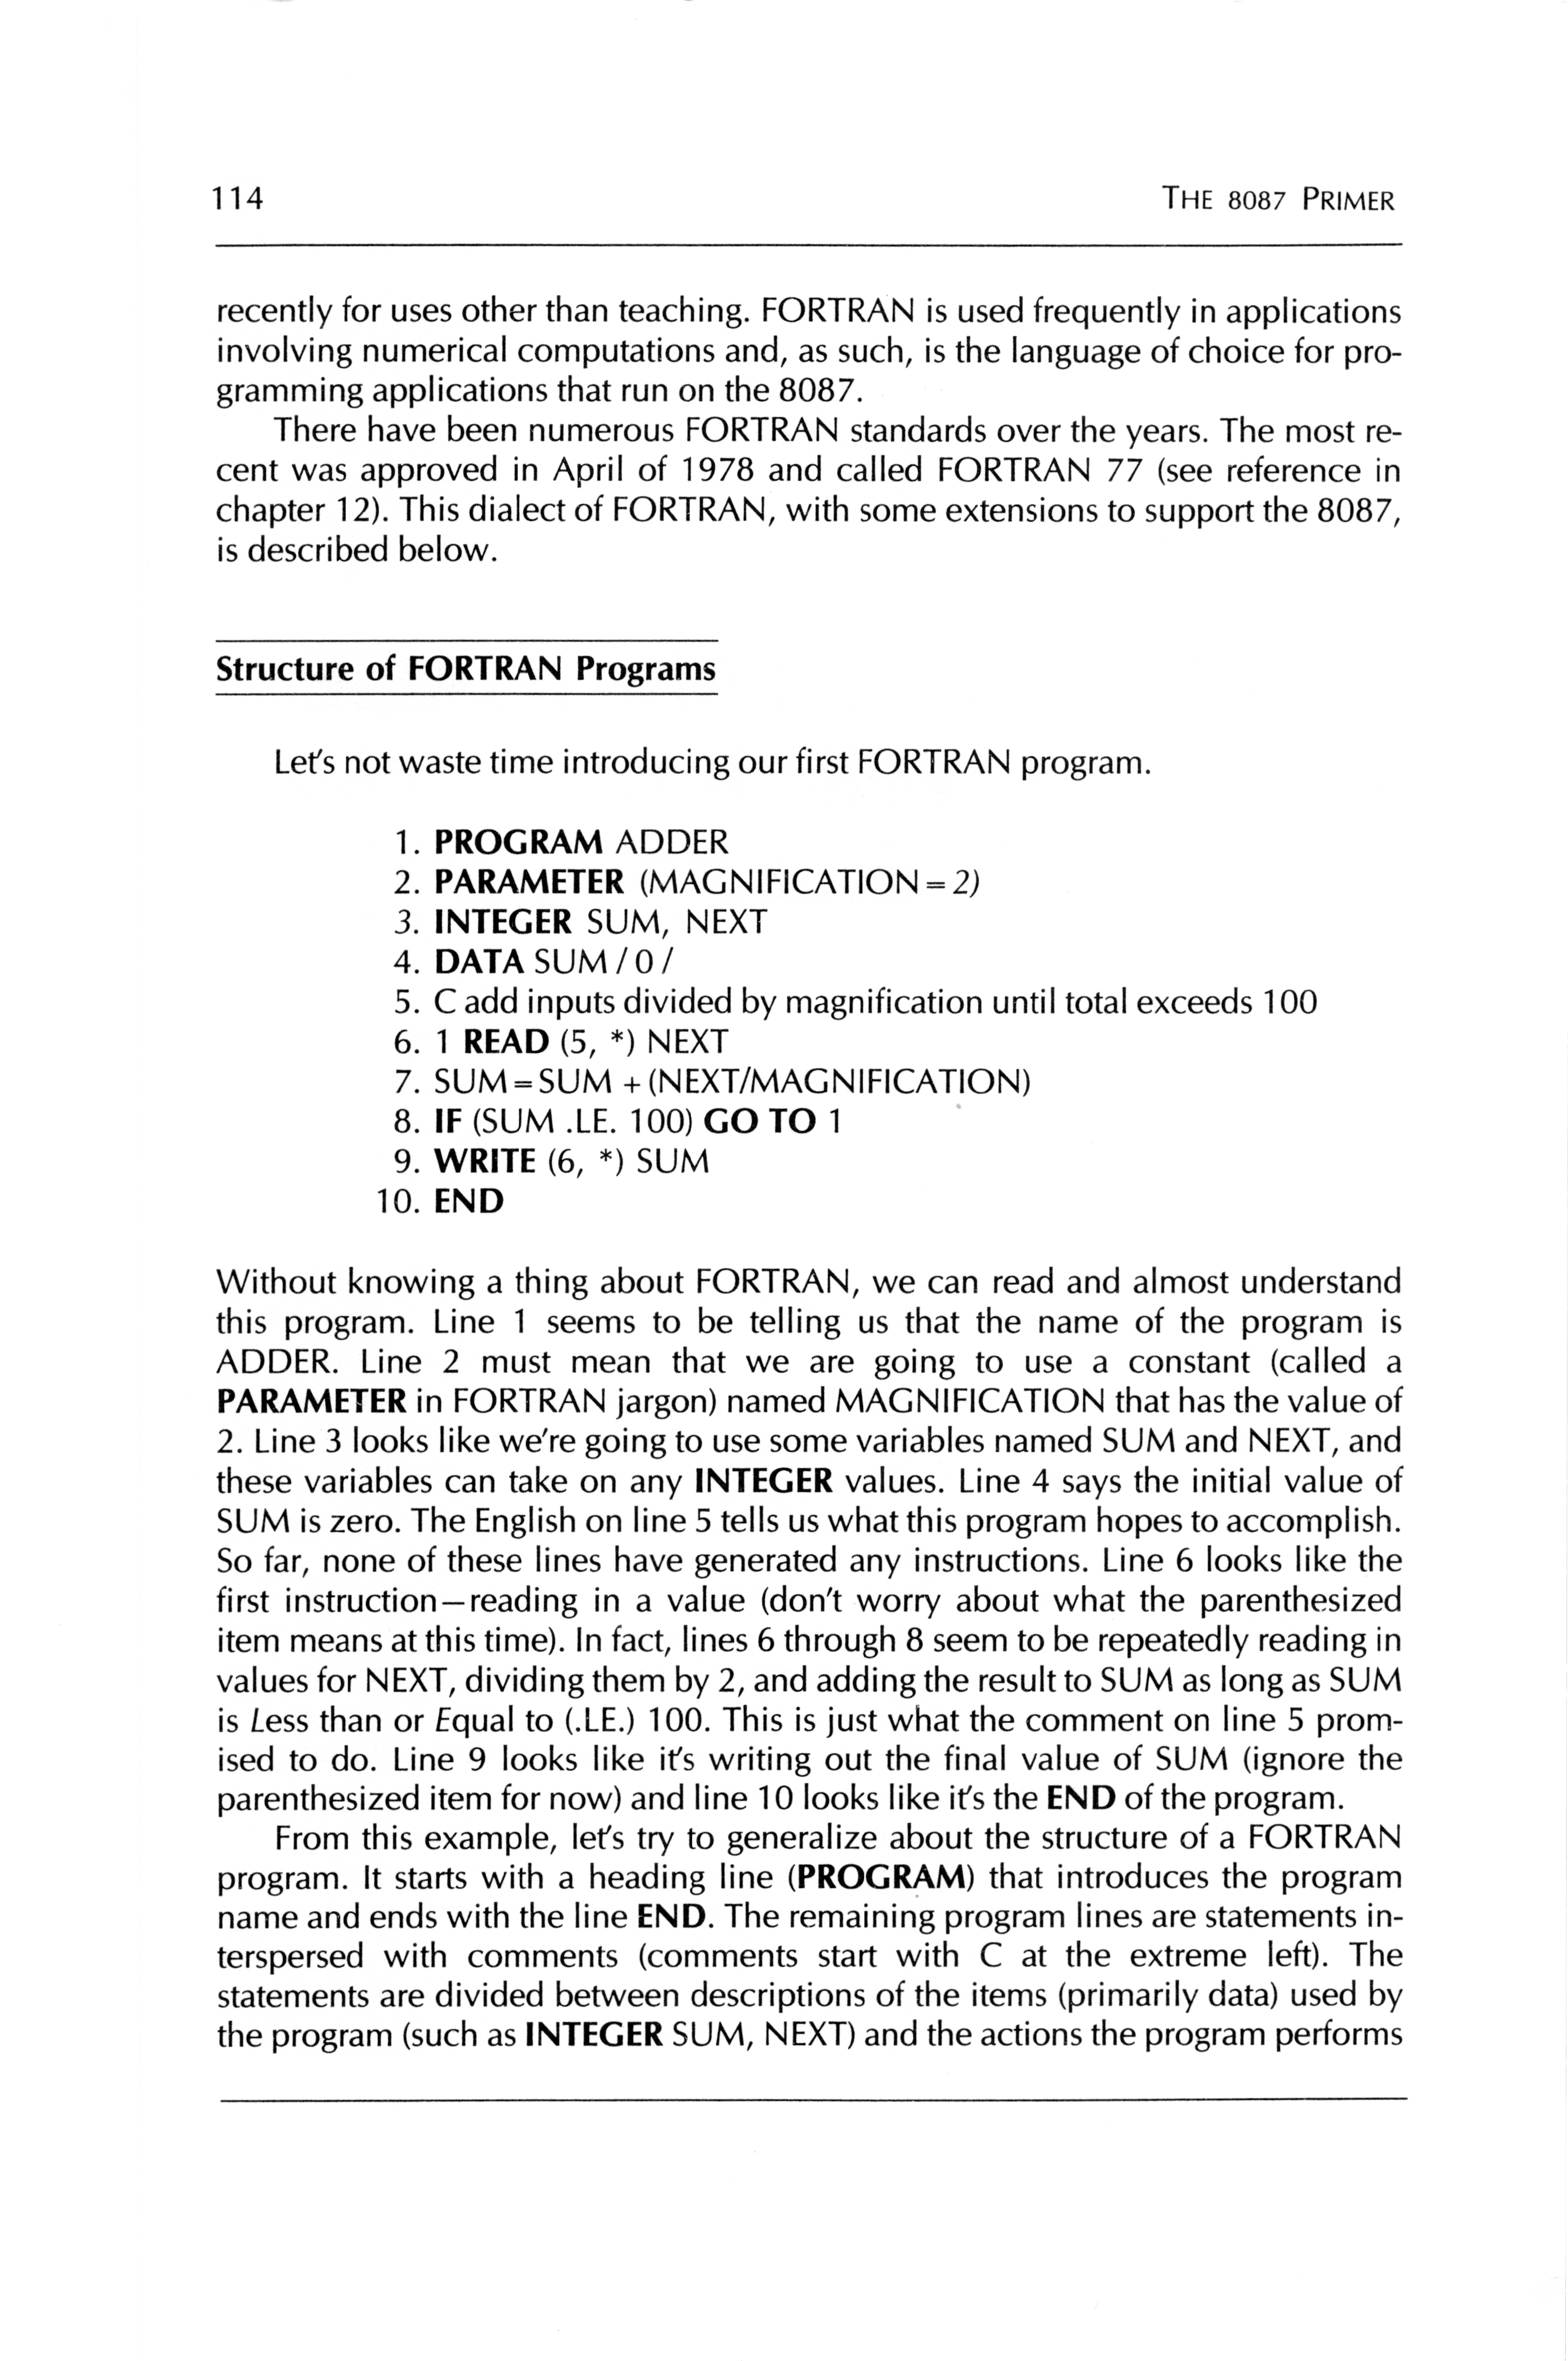 114 THE 8087 PRIMER
recently for uses other than teaching. FORTRAN is used frequently in applications
involving numerical computations and, as such, is the language of choice for pro-
gramming applications that run on the 8087.
There have been numerous FORTRAN standards over the years. The most re-
cent was approved in April of 1978 and called FORTRAN 77 (see reference in
chapter 12). This dialect of FORTRAN, with some extensions to support the 8087,
is described below.
Structure of FORTRAN Programs
Let's not waste time introducing our first FORTRAN program.
1. PROGRAM ADDER
2. PARAMETER (MAGNIFICATION = 2)
3. INTEGER SUM, NEXT
4. DATA SUM / 0 /
5. C add inputs divided by magnification until total exceeds 100
6. 1 READ (5, *) NEXT
7. SUM = SUM + (NEXT/MAGNIFICATION)
8. IF (SUM .LE. 100) GO TO 1
9. WRITE (6, *) SUM
10. END
Without knowing a thing about FORTRAN, we can read and almost understand
this program. Line 1 seems to be telling us that the name of the program is
ADDER. Line 2 must mean that we are going to use a constant (called a
PARAMETER in FORTRAN jargon) named MAGNIFICATION that has the value of
2. Line 3 looks like we're going to use some variables named SUM and NEXT, and
these variables can take on any INTEGER values. Line 4 says the initial value of
SUM is zero. The English on line 5 tells us what this program hopes to accomplish.
So far, none of these lines have generated any instructions. Line 6 looks like the
first instruction—reading in a value (don't worry about what the parenthesized
item means at this time). In fact, lines 6 through 8 seem to be repeatedly reading in
values for NEXT, dividing them by 2, and adding the result to SUM as long as SUM
is Less than or Equal to (.LE.) 100. This is just what the comment on line 5 prom-
ised to do. Line 9 looks like it's writing out the final value of SUM (ignore the
parenthesized item for now) and line 10 looks like it's the END of the program.
From this example, let's try to generalize about the structure of a FORTRAN
program. It starts with a heading line (PROGRAM) that introduces the program
name and ends with the line END. The remaining program lines are statements in-
terspersed with comments (comments start with C at the extreme left). The
statements are divided between descriptions of the items (primarily data) used by
the program (such as INTEGER SUM, NEXT) and the actions the program performs